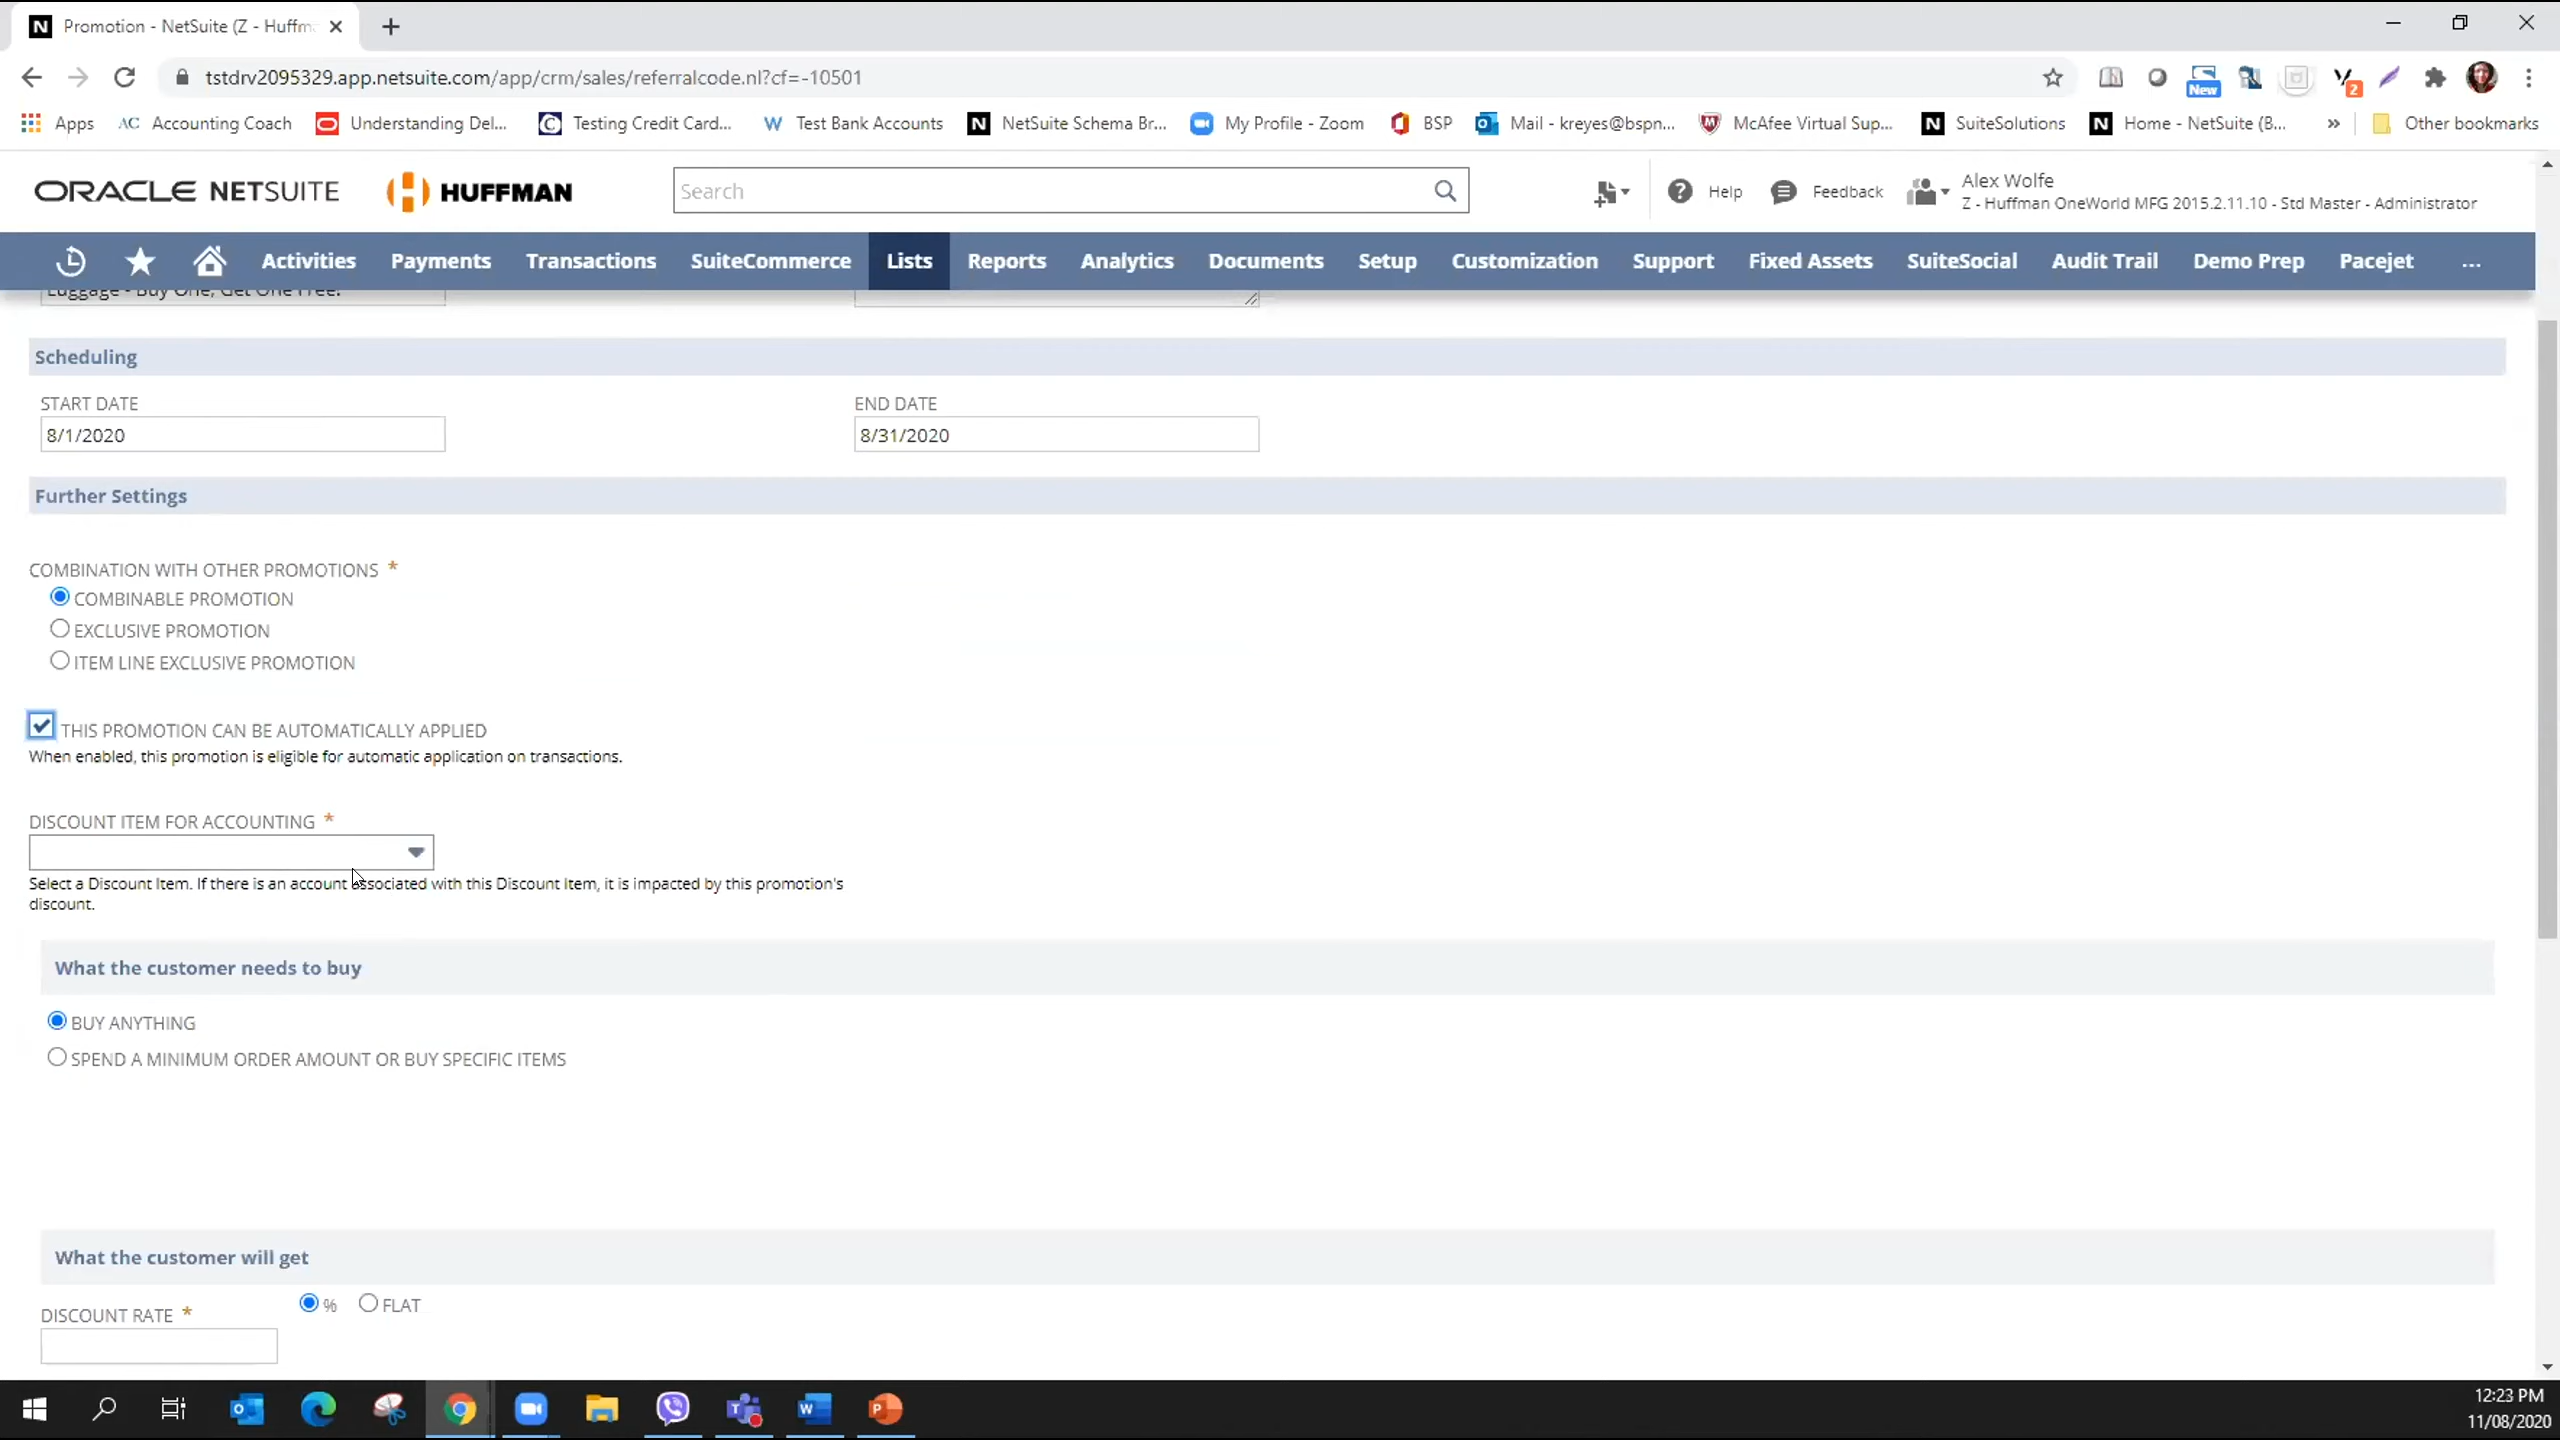 Promotion - NetSuite (Z - Huffm
tstdrv2095329.app.netsuite.com/app/crm/sales/referralcode.nl?cf=-10501
New
2
Apps
AC Accounting Coach
Understanding Del...
Testing Credit Card...
Test Bank Accounts
NetSuite Schema Br...
My Profile - Zoom
BSP
Mail - kreyes@bspn...
McAfee Virtual Sup...
SuiteSolutions
Home - NetSuite (B...
»
Other bookmarks
ORACLE NETSUITE
HUFFMAN
Search
Help
Feedback
Alex Wolfe
Z - Huffman OneWorld MFG 2015.2.11.10 - Std Master - Administrator
Activities
Payments
Transactions
SuiteCommerce
Lists
Reports
Analytics
Documents
Setup
Customization
Support
Fixed Assets
SuiteSocial
Audit Trail
Demo Prep
Pacejet
...
Luggage - Buy One, Get One Free!
Scheduling
START DATE
8/1/2020
END DATE
8/31/2020
Further Settings
COMBINATION WITH OTHER PROMOTIONS *
COMBINABLE PROMOTION
EXCLUSIVE PROMOTION
ITEM LINE EXCLUSIVE PROMOTION
THIS PROMOTION CAN BE AUTOMATICALLY APPLIED
When enabled, this promotion is eligible for automatic application on transactions.
DISCOUNT ITEM FOR ACCOUNTING *
Select a Discount Item. If there is an account associated with this Discount Item, it is impacted by this promotion's
discount.
What the customer needs to buy
BUY ANYTHING
SPEND A MINIMUM ORDER AMOUNT OR BUY SPECIFIC ITEMS
What the customer will get
DISCOUNT RATE *
%
FLAT
12:23 PM
11/08/2020